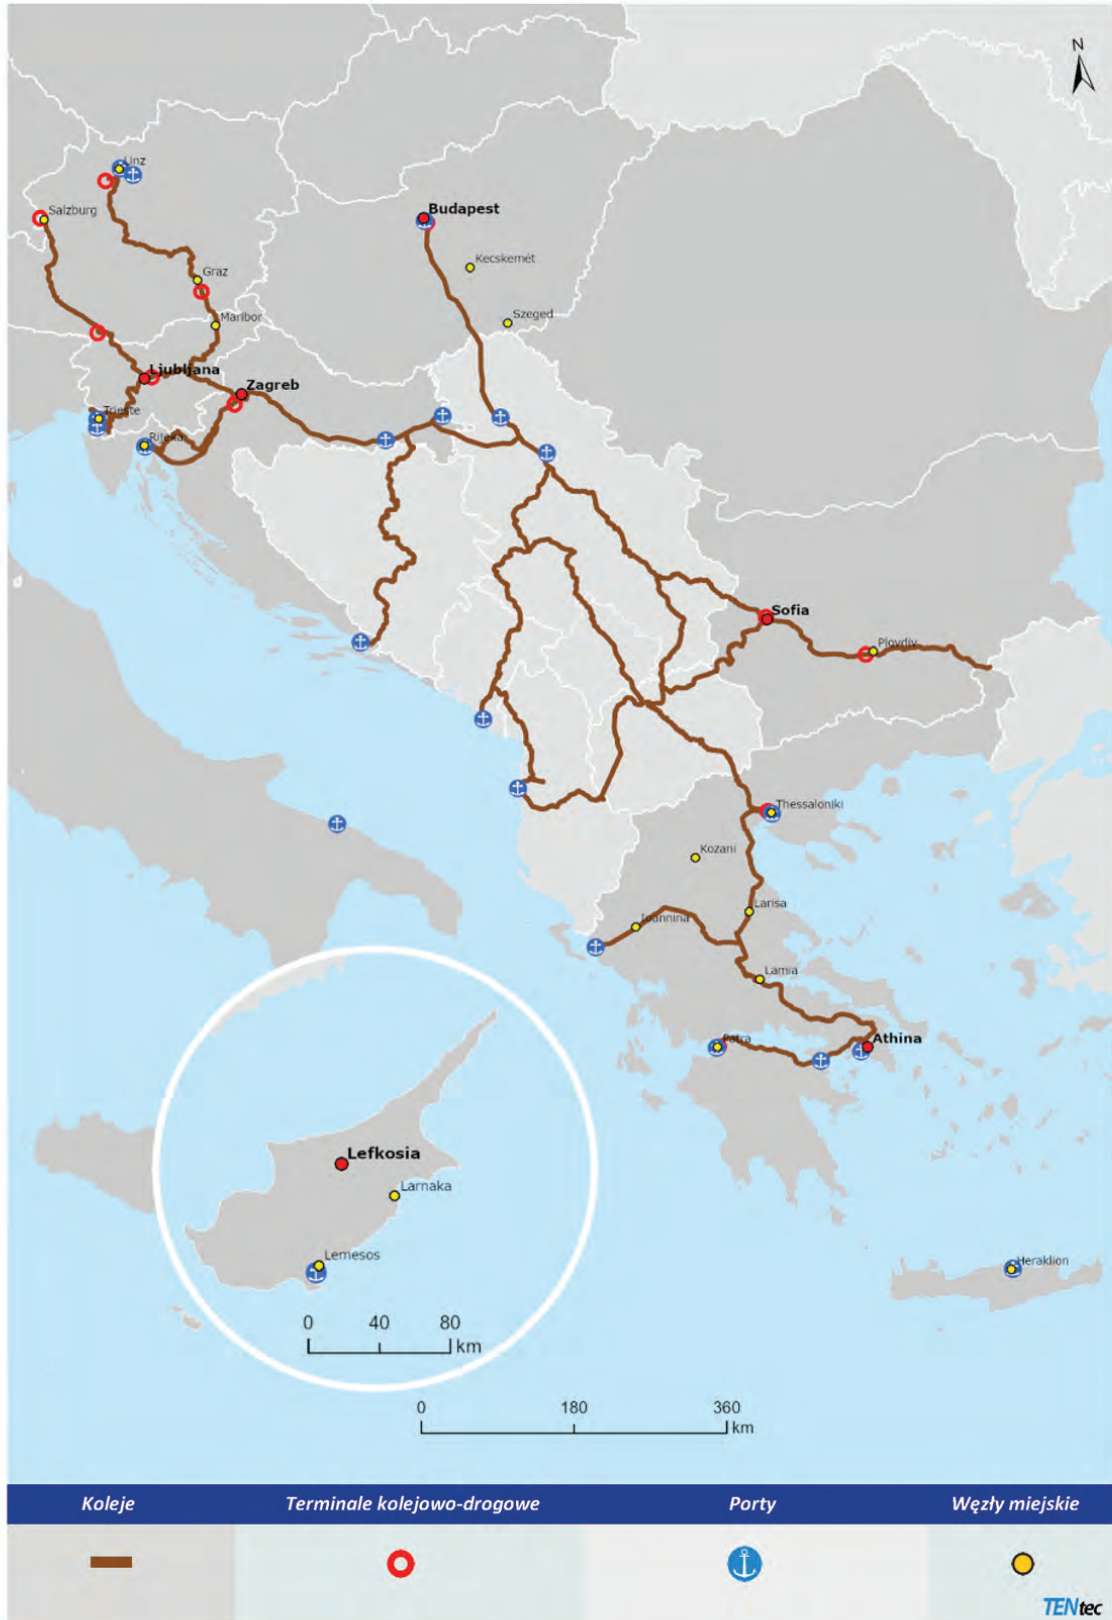 N
Linz
Salzburg
Budapest
Kecskemét
Graz
Szeged
Maribor
Ljubljana
Zagreb
Trieste
Rijeka
Sofia
Plovdiv
Thessaloniki
Kozani
Larisa
Ioannina
Lamia
Patra
Athina
Lefkosia
Larnaka
Lemesos
Heraklion
0 40 80
km
0 180 360
km
Koleje Terminale kolejowo-drogowe Porty Węzły miejskie
TENtec